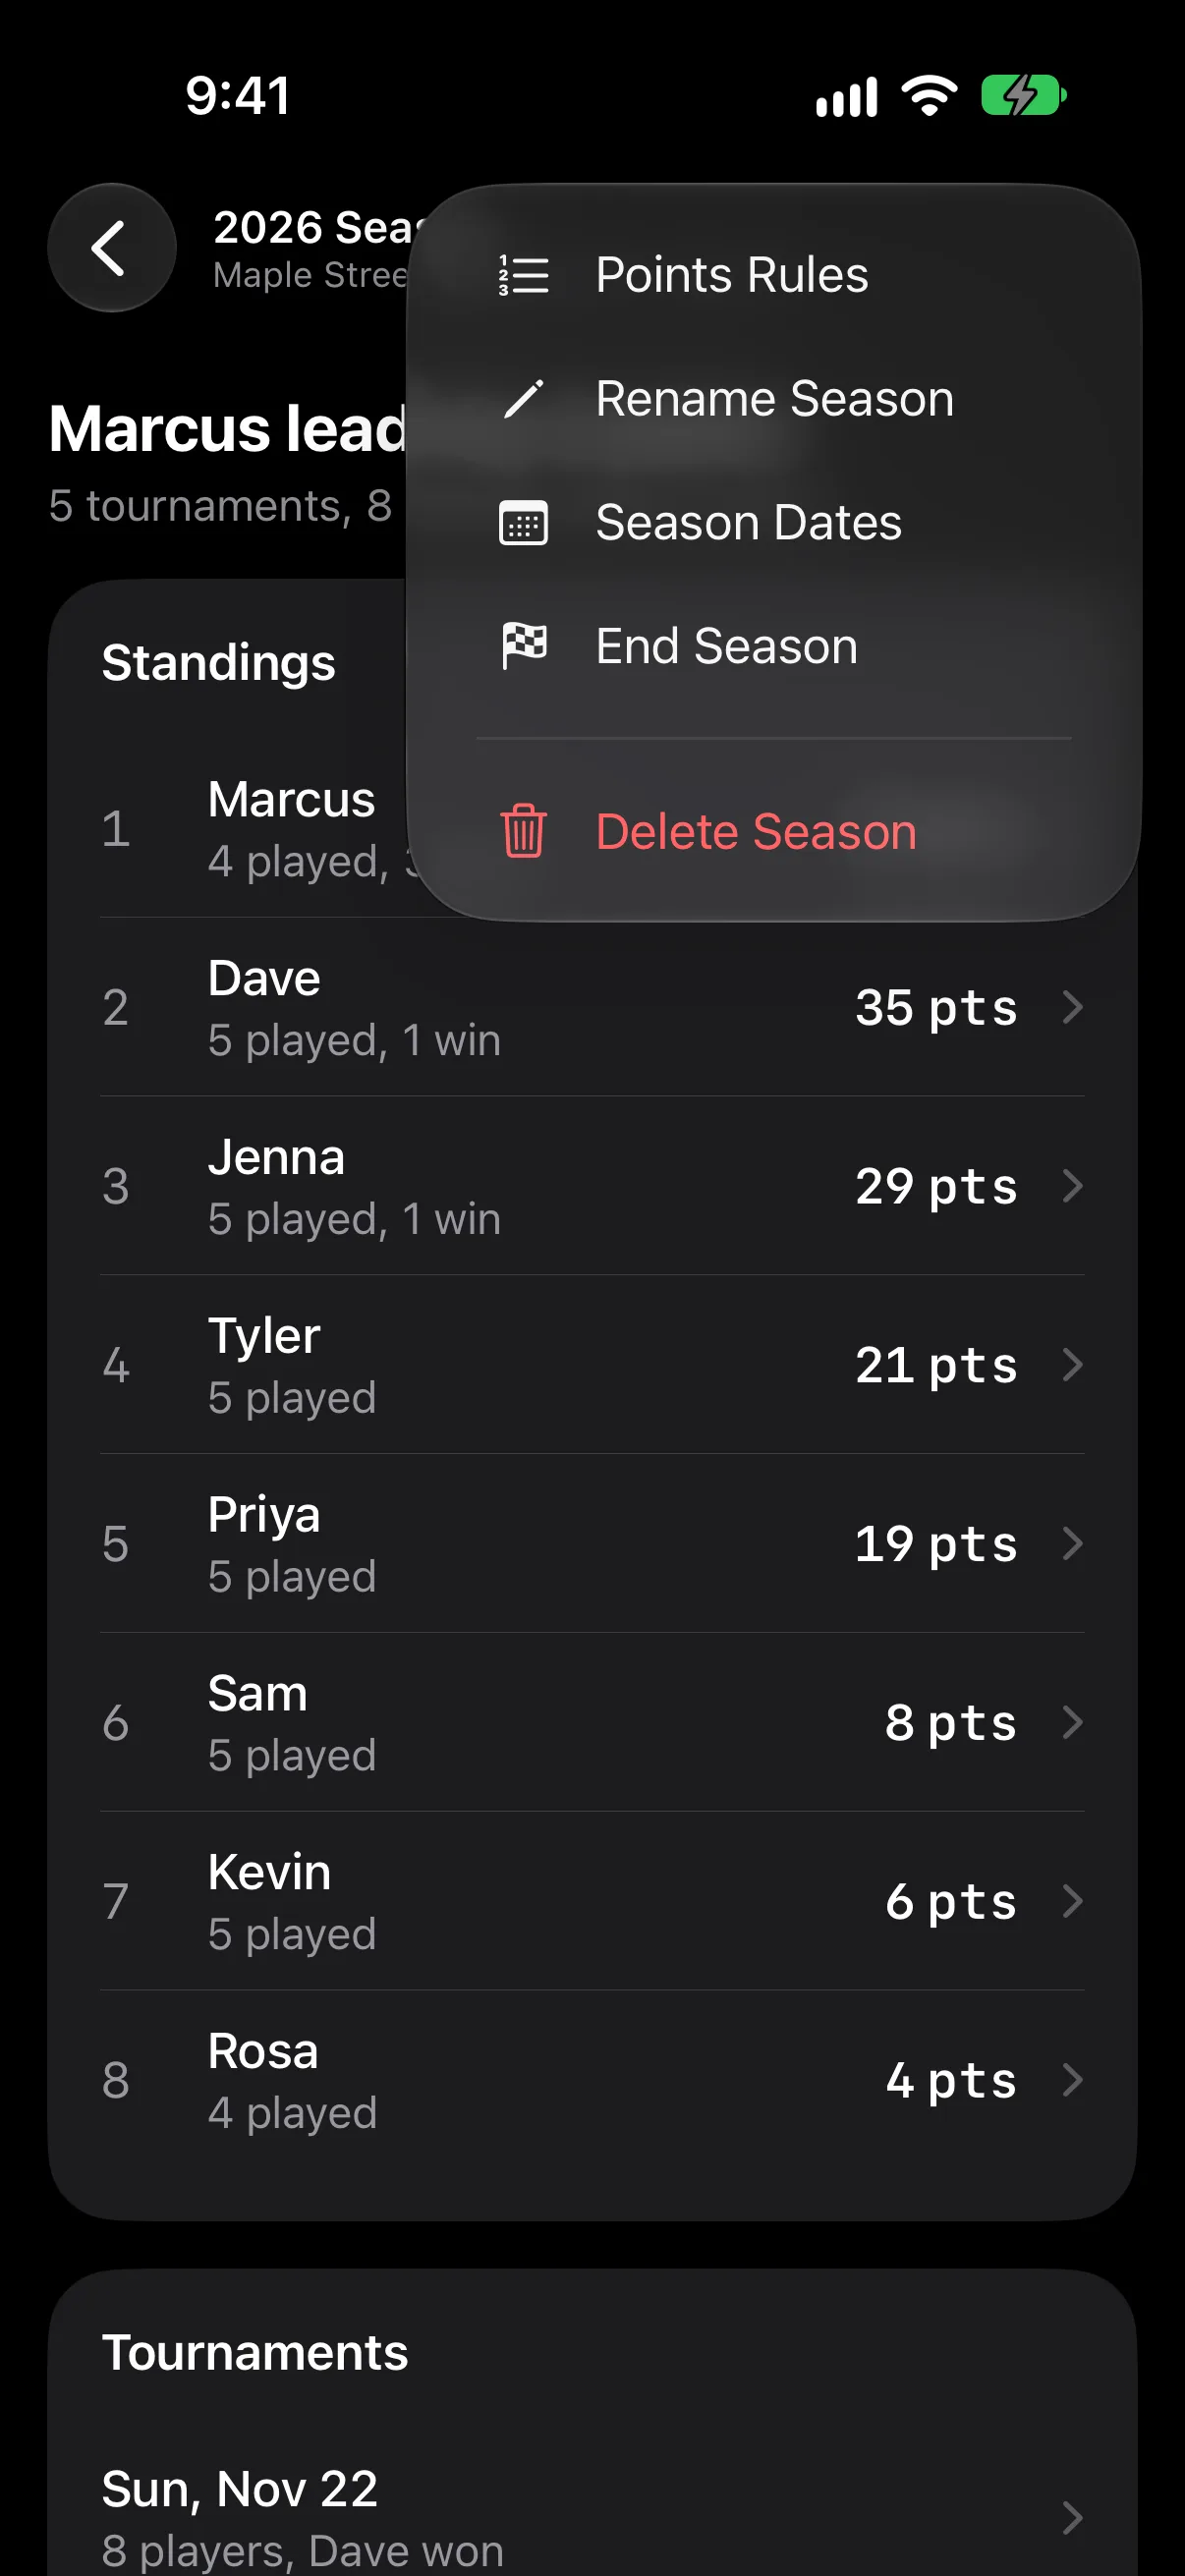 9:41
2026 Seas
Maple Stree
Points Rules
Rename Season
Season Dates
End Season
Delete Season
Marcus lead
5 tournaments, 8
Standings
1
Marcus
4 played,
2
Dave
5 played, 1 win
35 pts
3
Jenna
5 played, 1 win
29 pts
4
Tyler
5 played
21 pts
5
Priya
5 played
19 pts
6
Sam
5 played
8 pts
7
Kevin
5 played
6 pts
8
Rosa
4 played
4 pts
Tournaments
Sun, Nov 22
8 players, Dave won